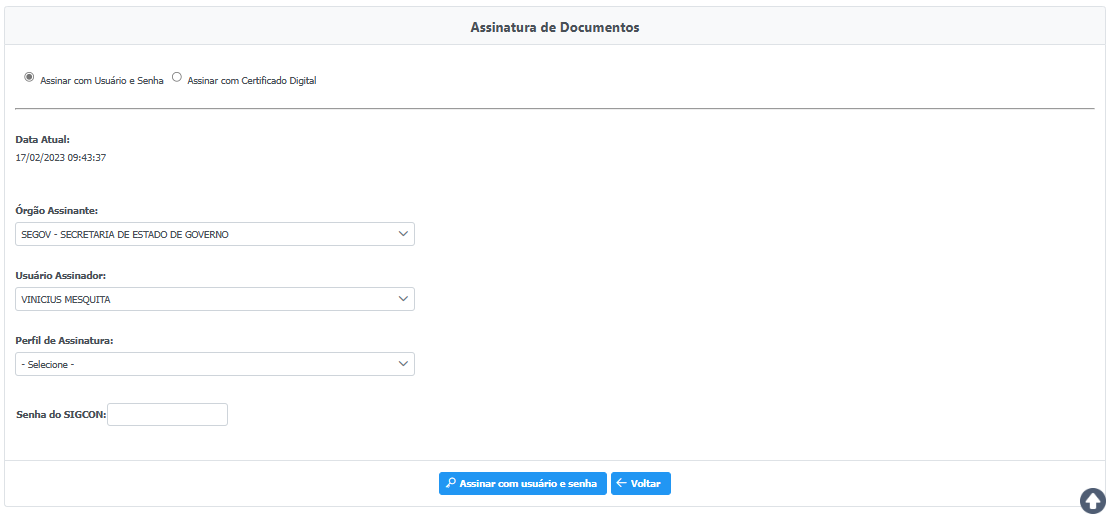 Assinatura de Documentos
Assinar com Usuário e Senha Assinar com Certificado Digital
Data Atual:
17/02/2023 09:43:37
Órgão Assinante:
SEGOV - SECRETARIA DE ESTADO DE GOVERNO
Usuário Assinador:
VINICIUS MESQUITA
Perfil de Assinatura:
- Selecione -
Senha do SIGCON:
Assinar com usuário e senha Voltar